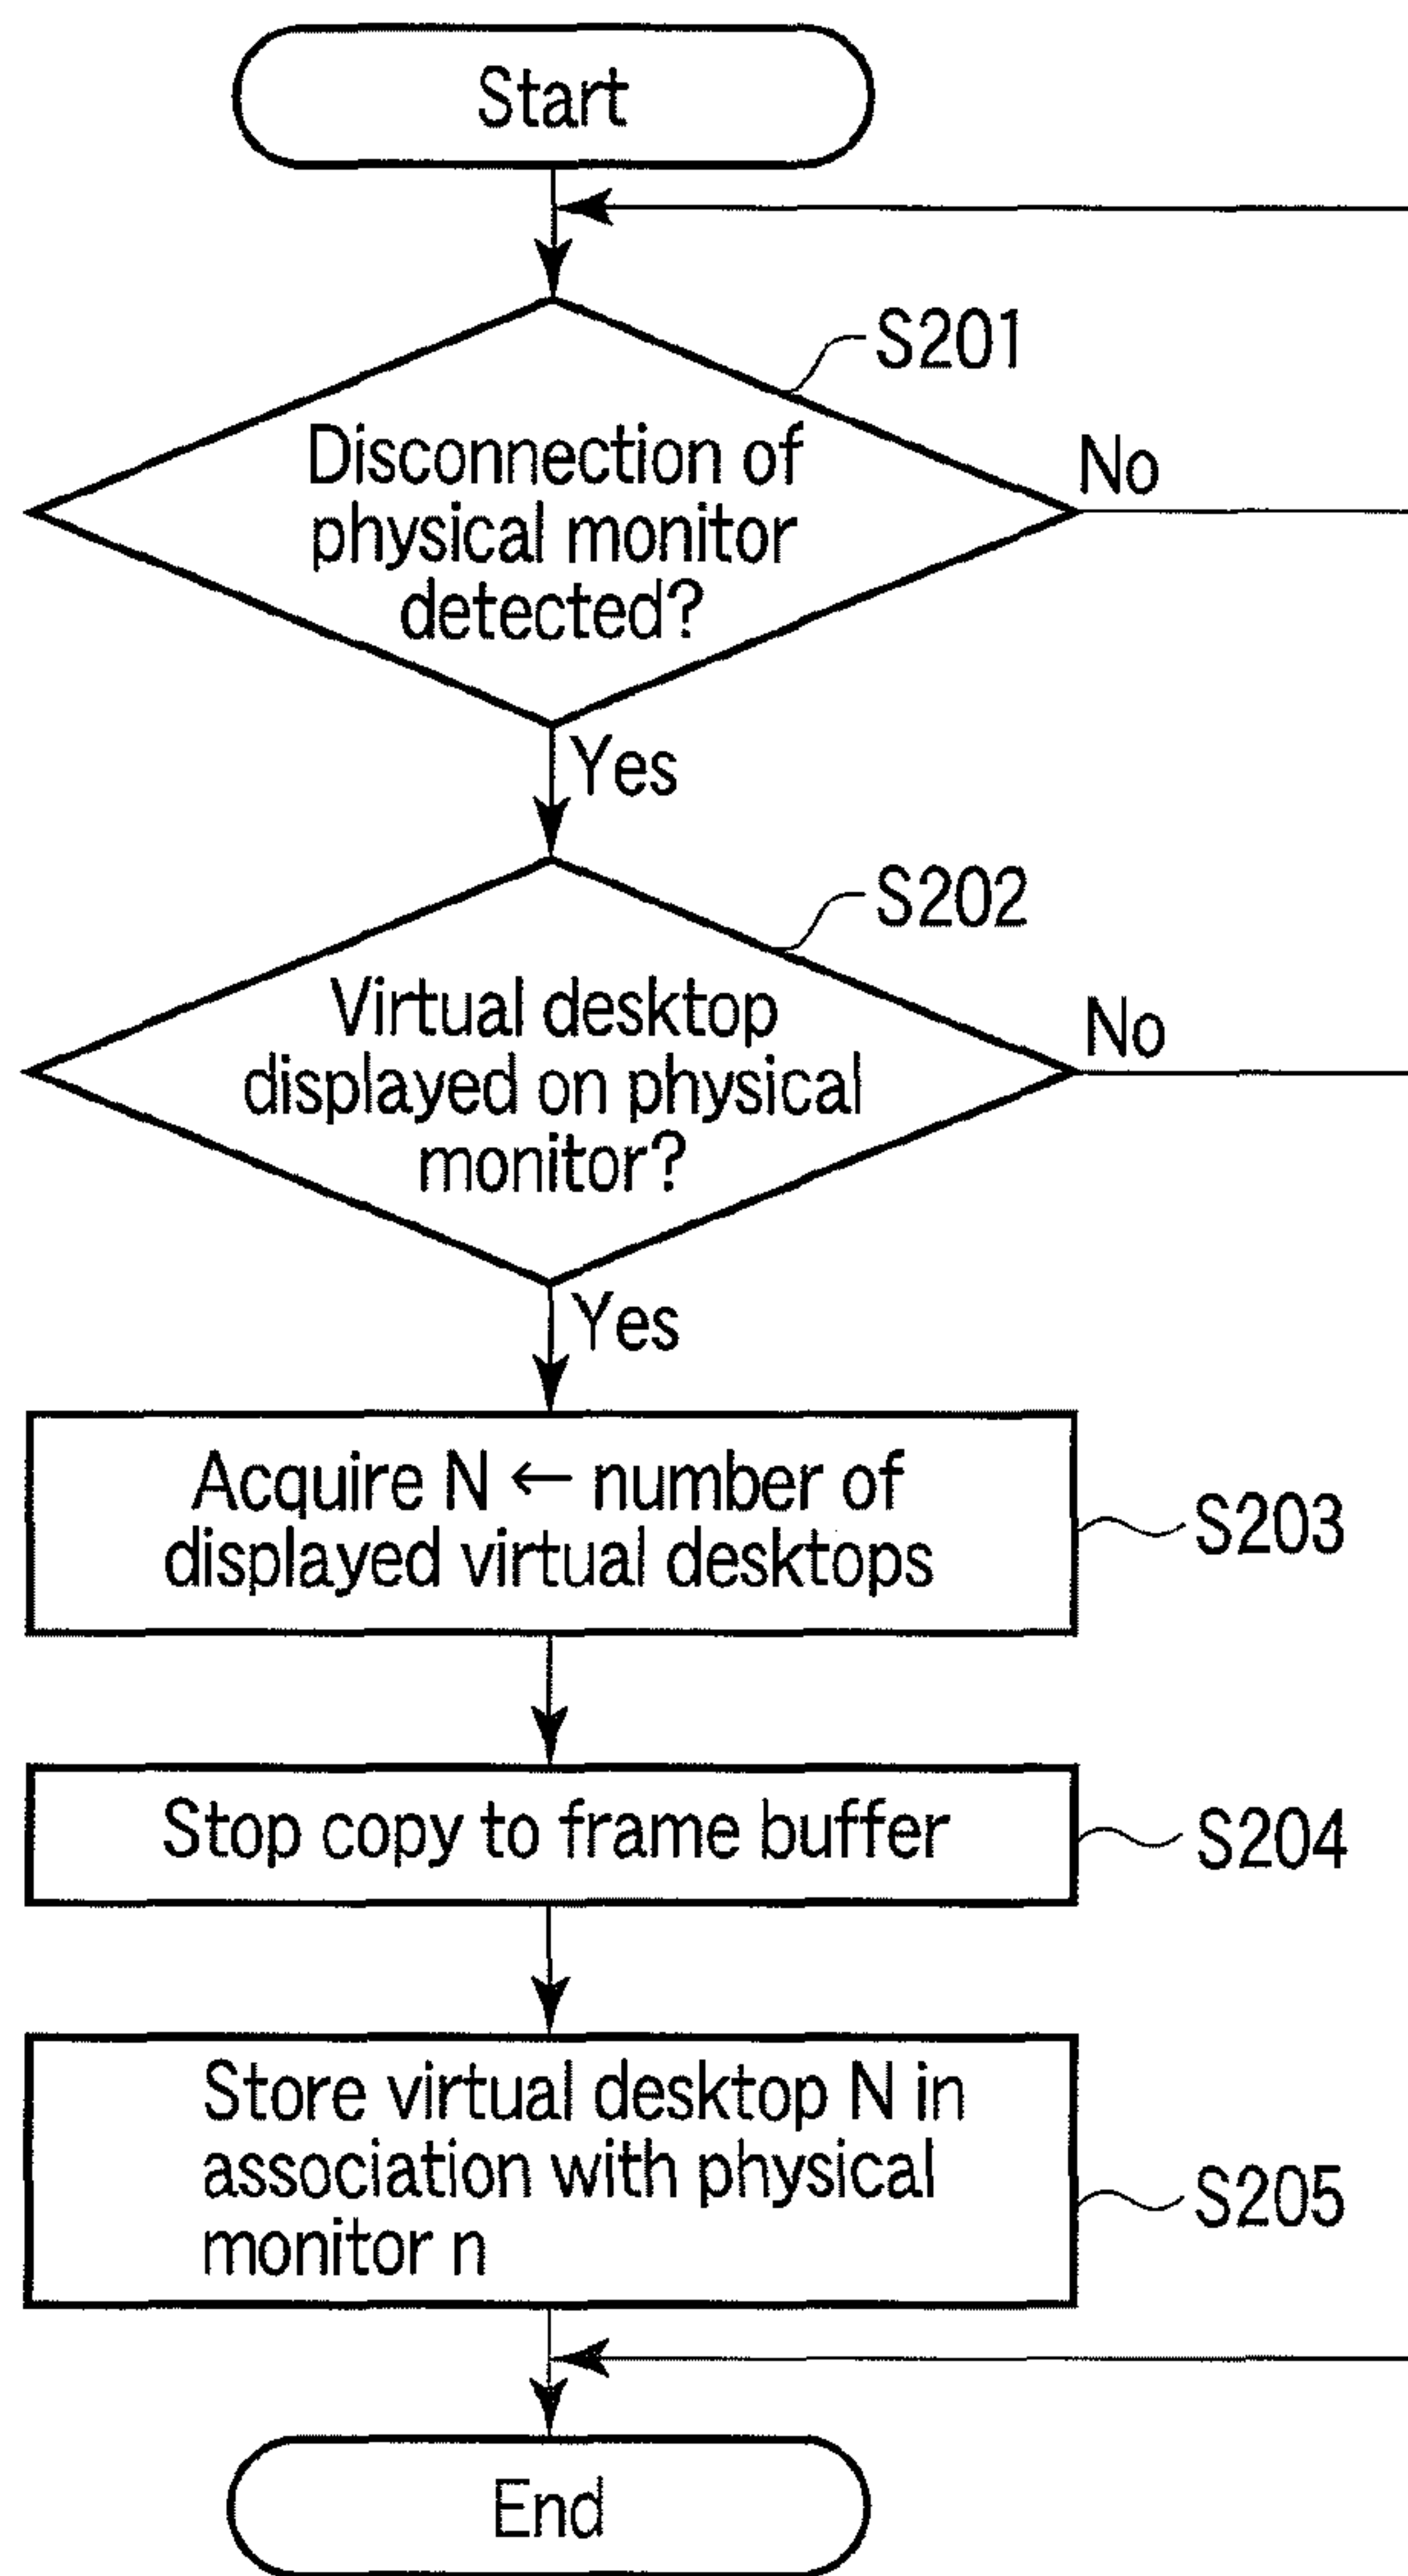 Start
S201
Disconnection of
physical monitor
detected?
No
Yes
S202
Virtual desktop
displayed on physical
monitor?
No
Yes
Acquire N ← number of
displayed virtual desktops
S203
Stop copy to frame buffer
S204
Store virtual desktop N in
association with physical
monitor n
S205
End